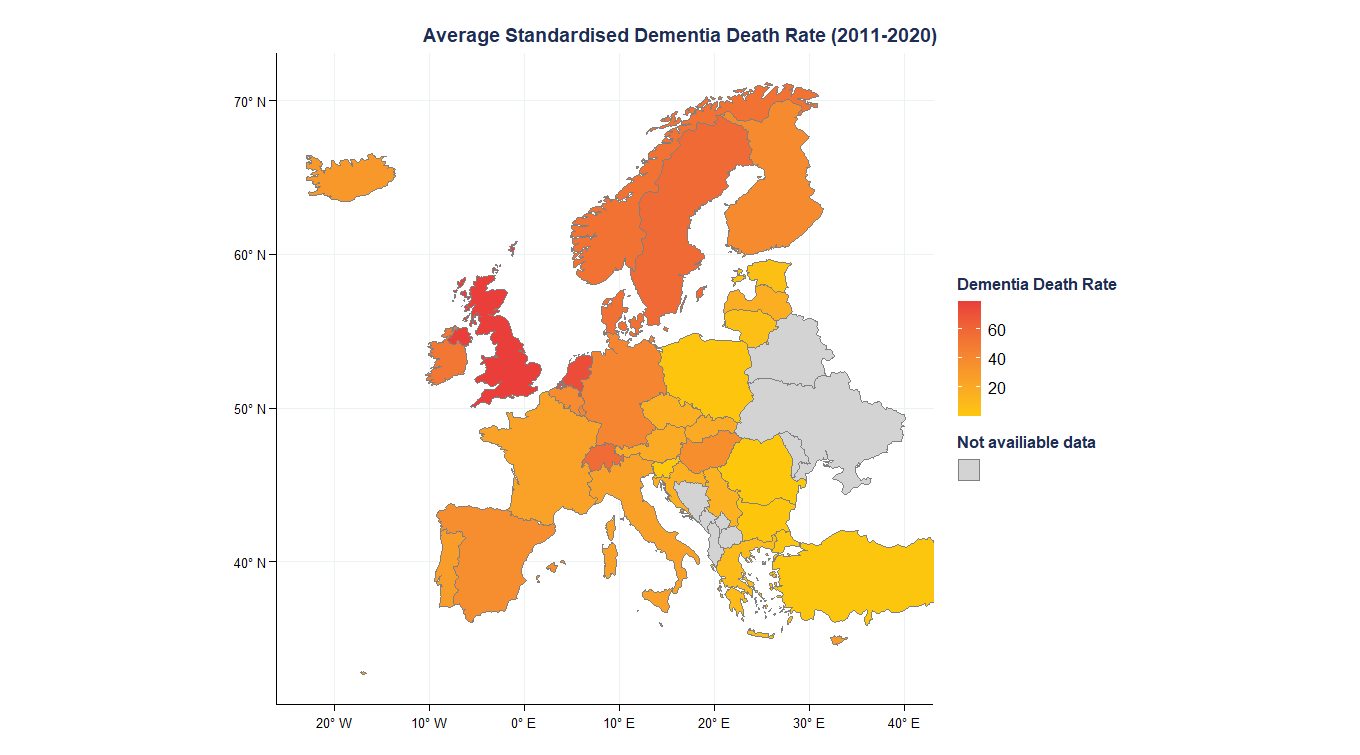 Average Standardised Dementia Death Rate (2011-2020)
70° N
60° N
50° N
40° N
20° W
10° W
0° E
10° E
20° E
30° E
40° E
Dementia Death Rate
60
40
20
Not availiable data